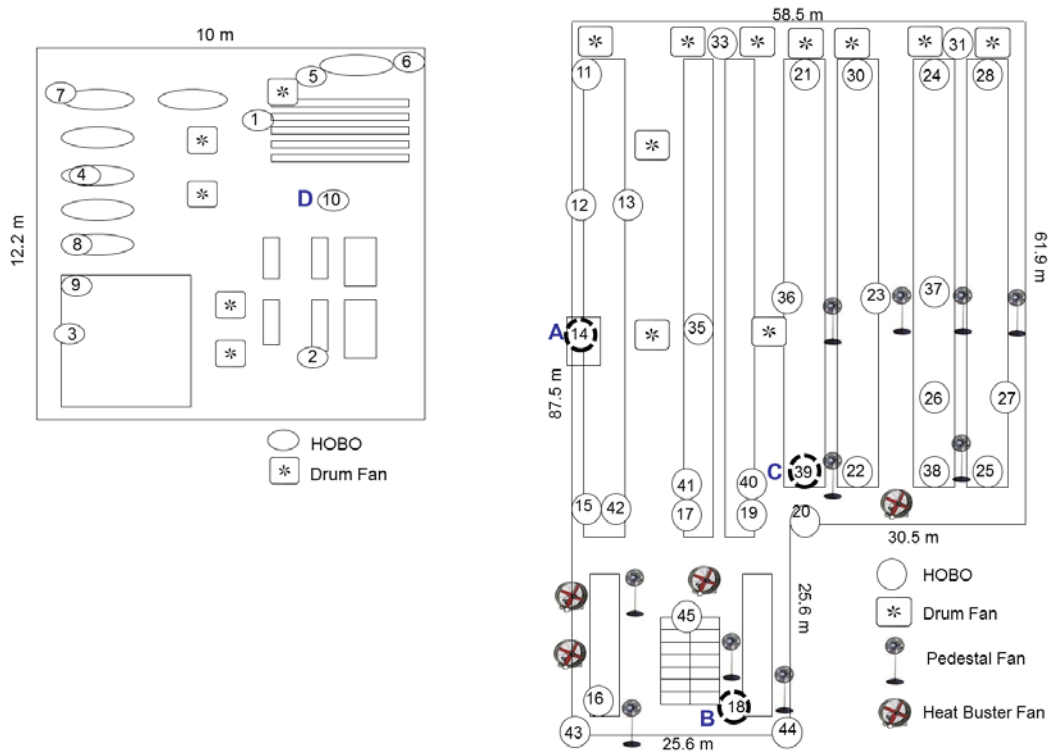 10 m
12.2 m
5
6
7
1
4
D 10
8
9
3
2
HOBO
Drum Fan
58.5 m
33
31
11
21
30
24
28
12
13
61.9 m
36
23
37
A 14
35
87.5 m
26
27
C 39
22
38
25
41
40
15
42
17
19
20
30.5 m
HOBO
25.6 m
45
Drum Fan
Pedestal Fan
16
B 18
Heat Buster Fan
43
44
25.6 m